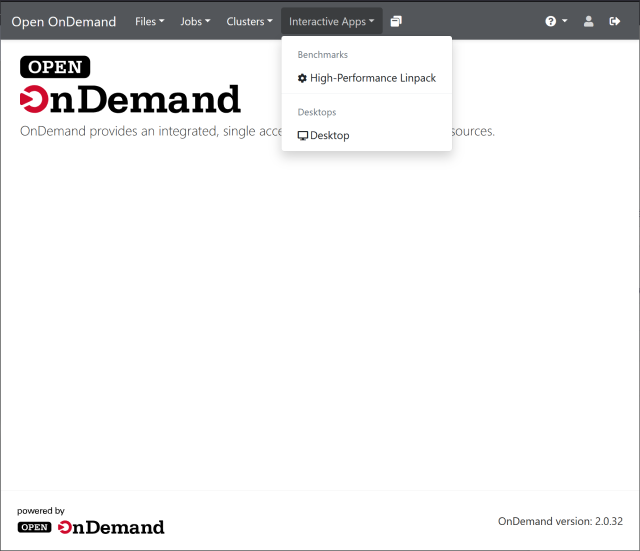 Open OnDemand Files Jobs Clusters Interactive Apps
Benchmarks
High-Performance Linpack
Desktops
Desktop
OPEN
OnDemand
OnDemand provides an integrated, single acce sources.
powered by
OPEN OnDemand
OnDemand version: 2.0.32